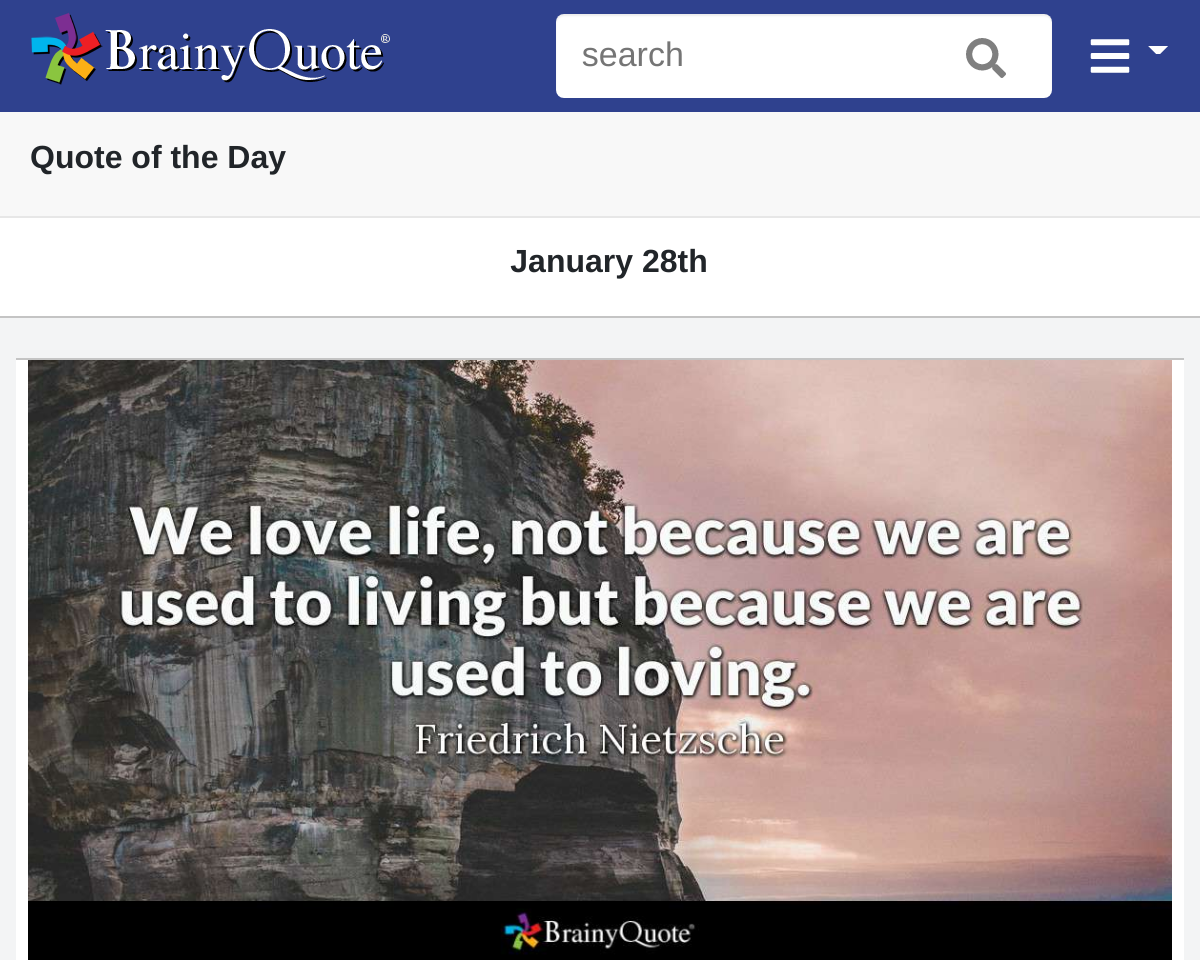 BrainyQuote®
search
Quote of the Day
January 28th
We love life, not because we are
used to living but because we are
used to loving.
Friedrich Nietzsche
BrainyQuote®